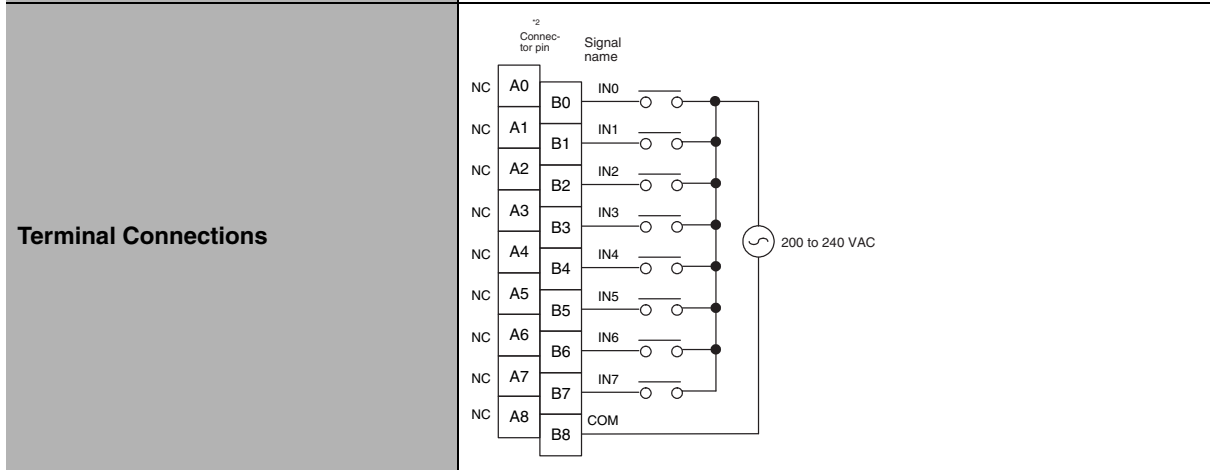 Terminal Connections
*2
Connec-
tor pin
Signal
name
NC A0 B0 IN0
NC A1 B1 IN1
NC A2 B2 IN2
NC A3 B3 IN3
NC A4 B4 IN4
NC A5 B5 IN5
NC A6 B6 IN6
NC A7 B7 IN7
NC A8 B8 COM
200 to 240 VAC